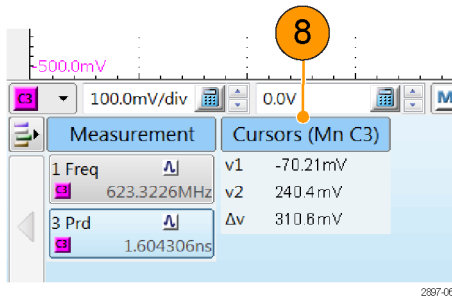 8
-500.0mV
C3 100.0mV/div 0.0V M
Measurement Cursors (Mn C3)
1 Freq v1 -70.21mV
C3 623.3226MHz v2 240.4mV
3 Prd Δv 310.6mV
C3 1.604306ns
2897-06